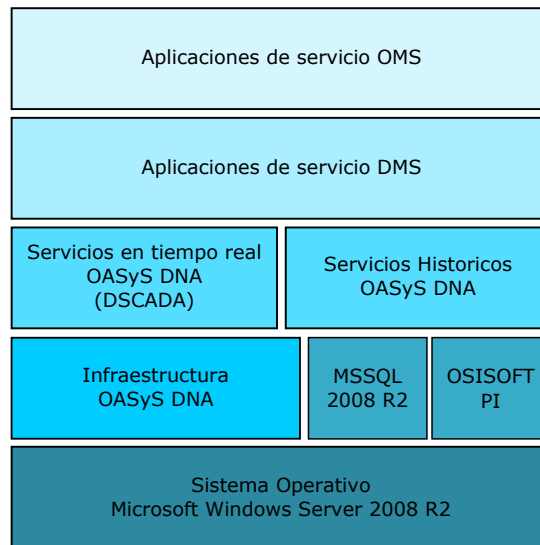 Aplicaciones de servicio OMS
Aplicaciones de servicio DMS
Servicios en tiempo real
OASyS DNA
(DSCADA)
Servicios Historicos
OASyS DNA
Infraestructura
OASyS DNA
MSSQL
2008 R2
OSISOFT
PI
Sistema Operativo
Microsoft Windows Server 2008 R2